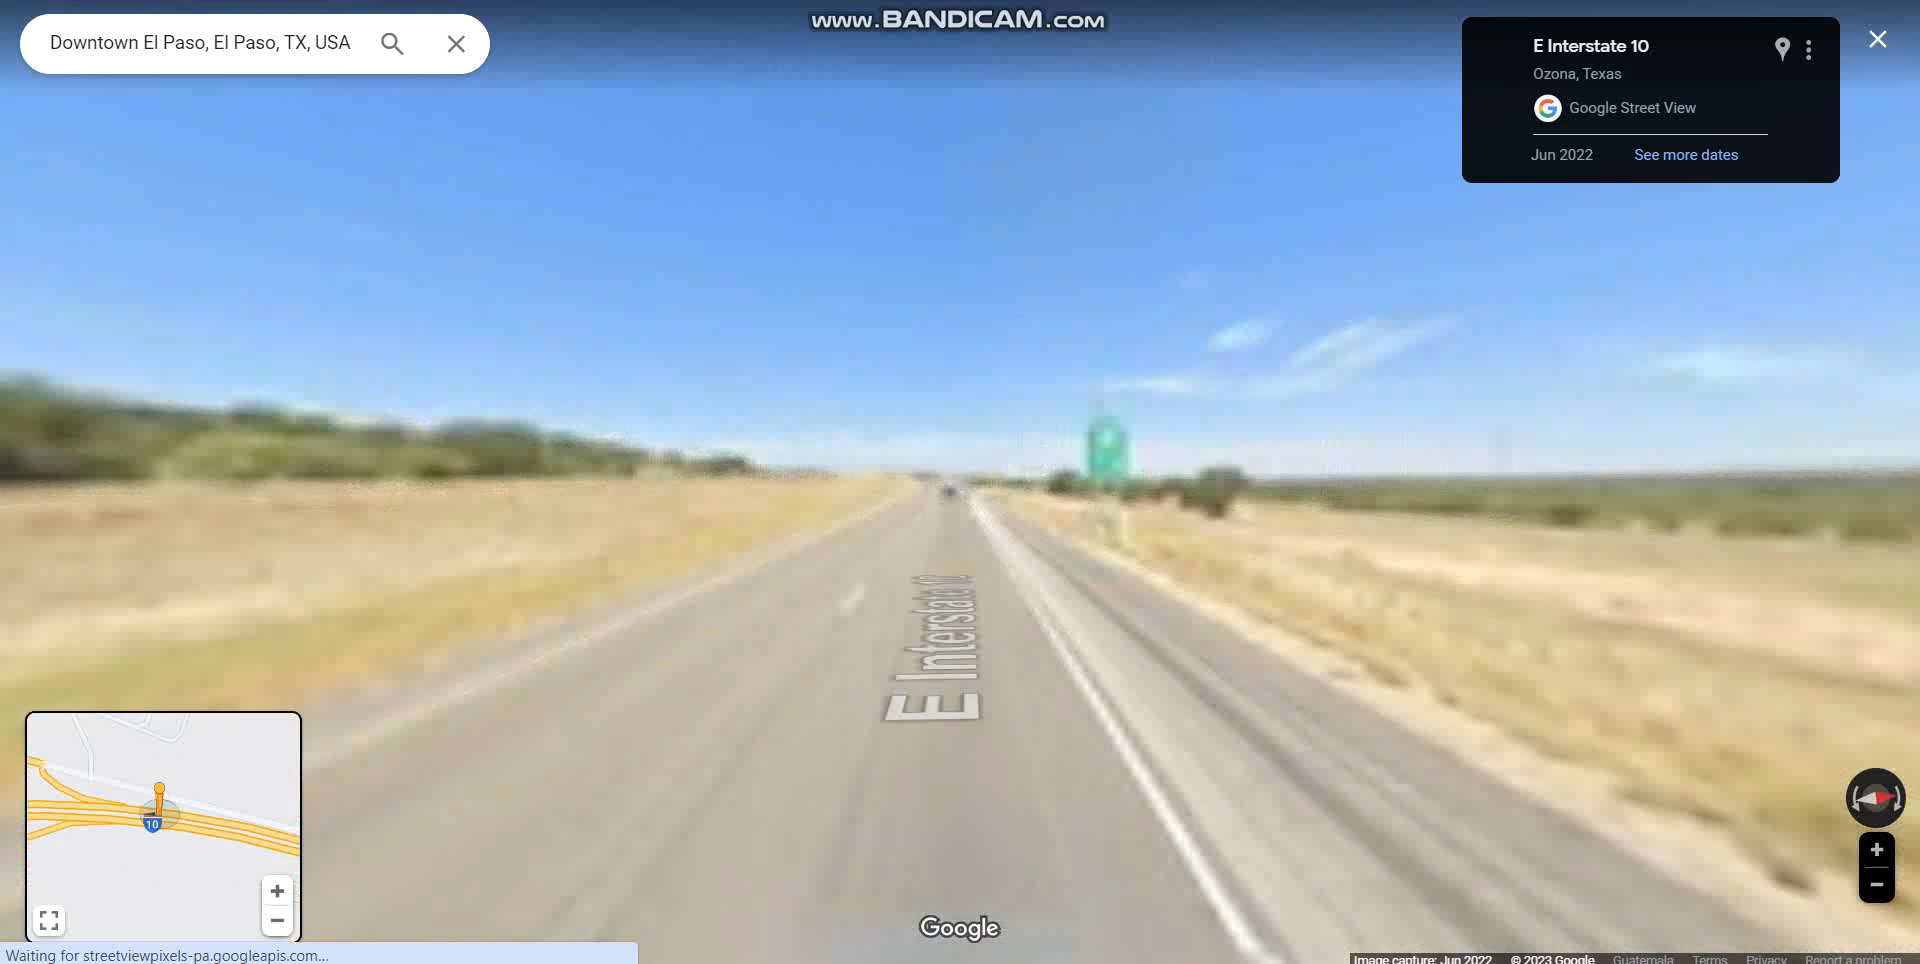 www.BANDICAM.com
Downtown El Paso, El Paso, TX, USA
E Interstate 10
Ozona, Texas
Google Street View
Jun 2022 See more dates
E Interstate 10
10
Google
Waiting for streetviewpixels-pa.googleapis.com...
Image capture: Jun 2022 © 2023 Google Guatemala Terms Privacy Report a problem